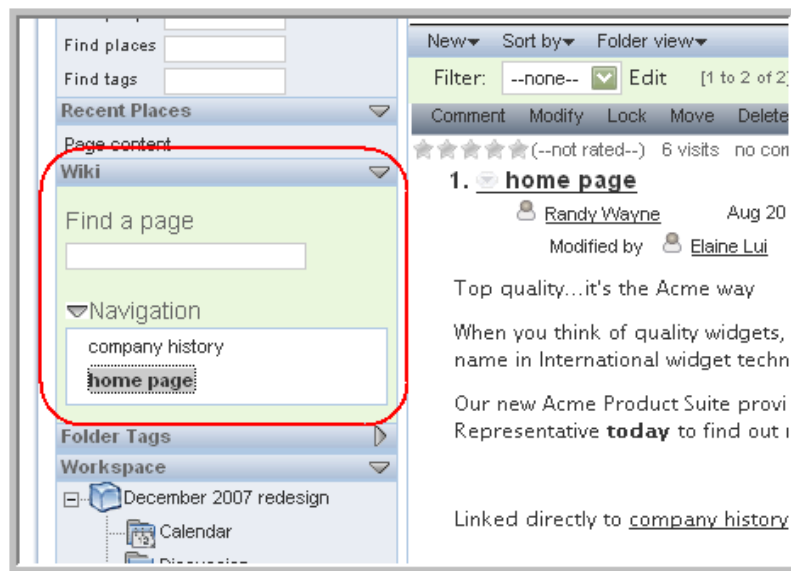 Find places
Find tags
Recent Places
Page content
Wiki
Find a page
Navigation
company history
home page
Folder Tags
Workspace
December 2007 redesign
Calendar
New Sort by Folder view
Filter: --none-- Edit [1 to 2 of 2]
Comment Modify Lock Move Delete
(--not rated--) 6 visits no com
1. home page
Randy Wayne Aug 20
Modified by Elaine Lui
Top quality...it's the Acme way
When you think of quality widgets,
name in International widget techn
Our new Acme Product Suite provi
Representative today to find out
Linked directly to company history